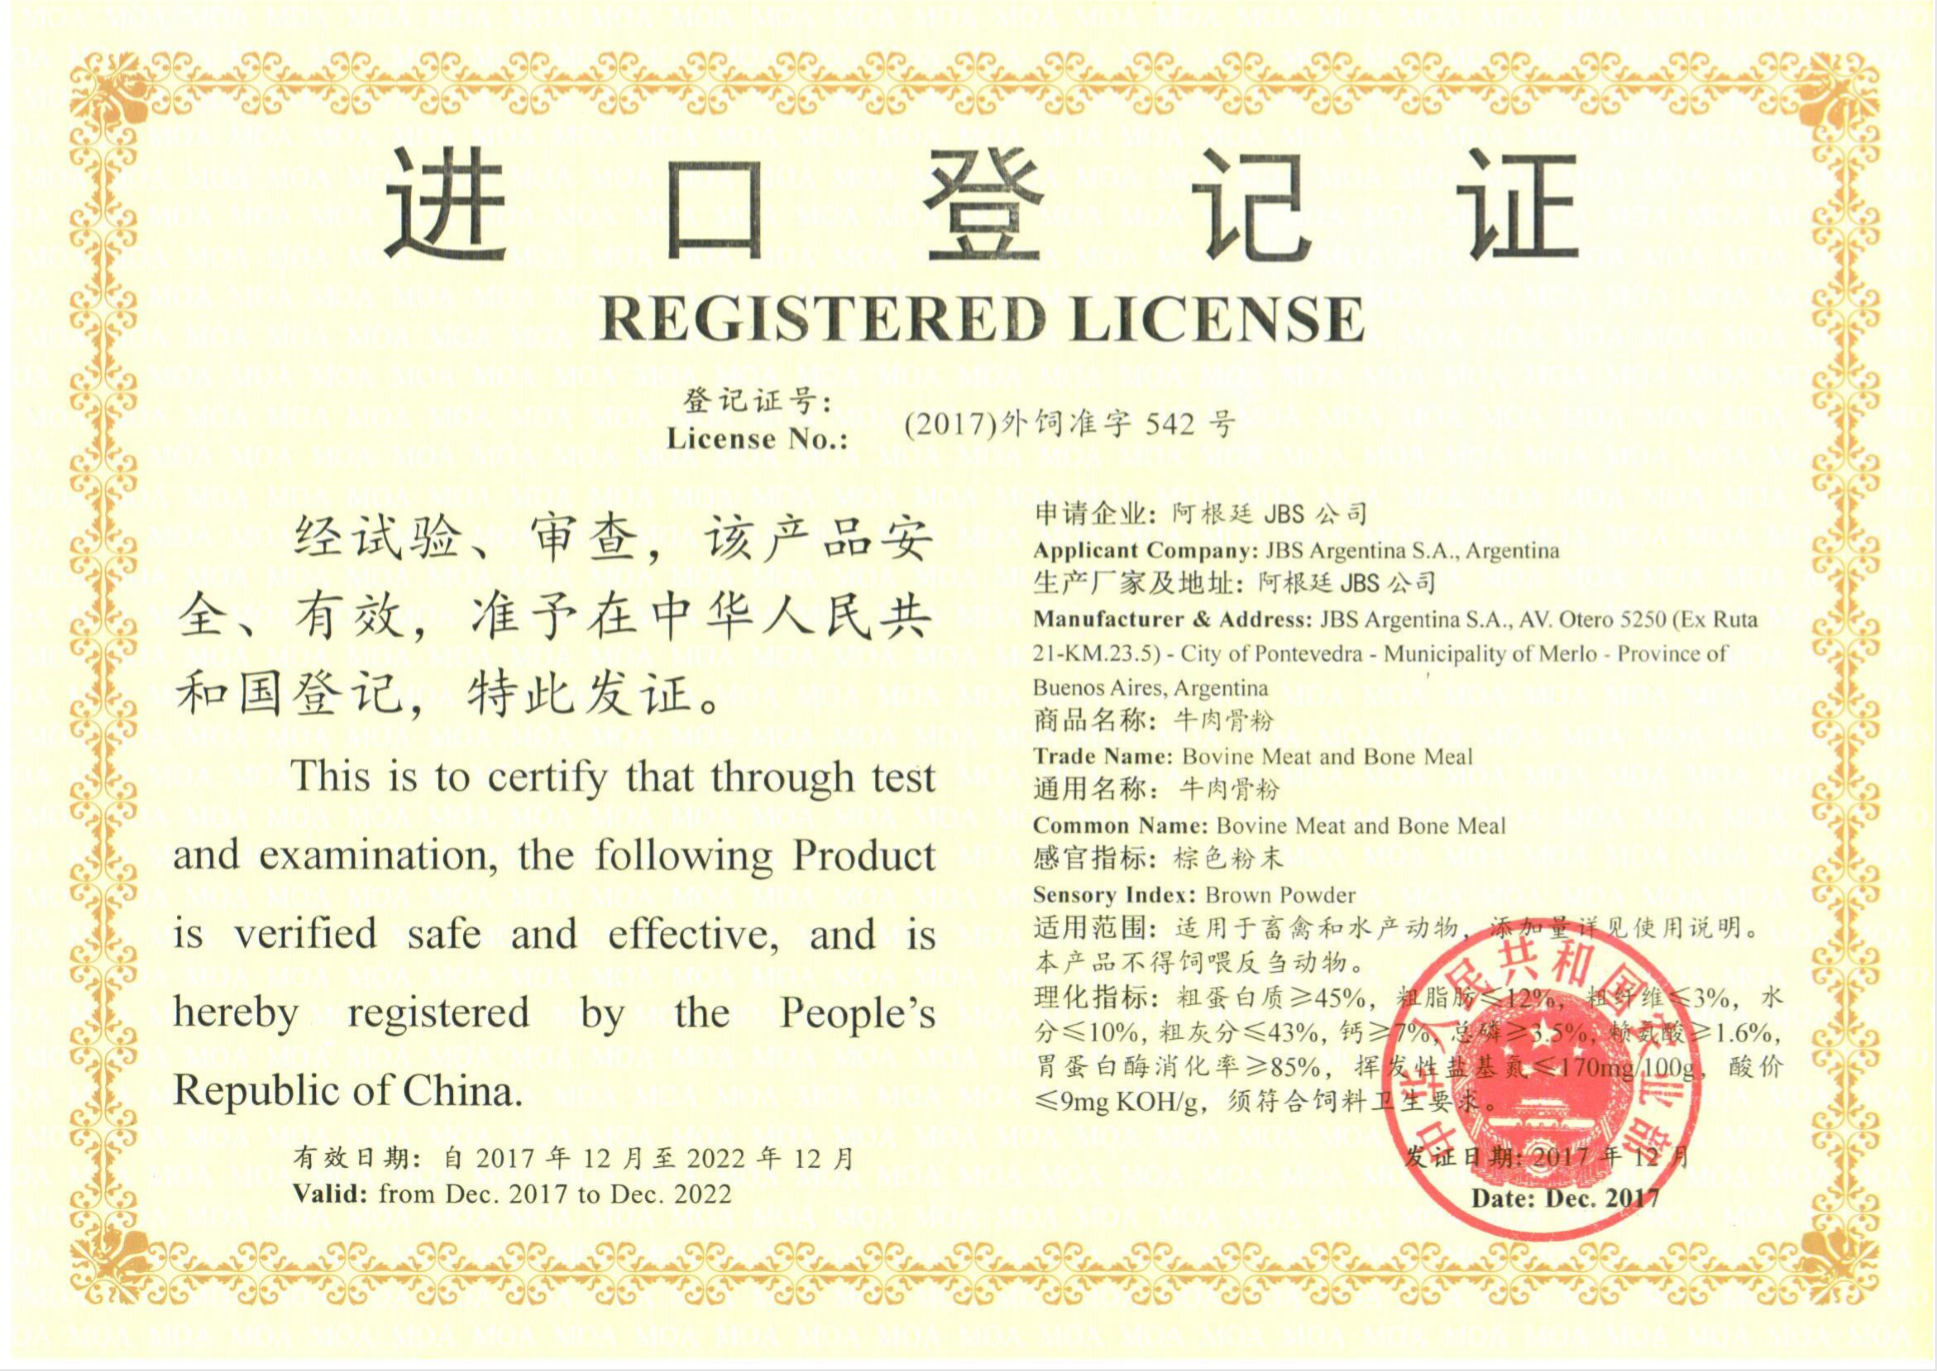 进口登记证
REGISTERED LICENSE
登记证号:
License No.:
(2017)外饲准字 542 号
经试验、审查，该产品安
全、有效，准予在中华人民共
和国登记，特此发证。
This is to certify that through test
and examination, the following Product
is verified safe and effective, and is
hereby registered by the People's
Republic of China.
有效日期: 自 2017 年 12 月至 2022 年 12 月
Valid: from Dec. 2017 to Dec. 2022
申请企业: 阿根廷 JBS 公司
Applicant Company: JBS Argentina S.A., Argentina
生产厂家及地址: 阿根廷 JBS 公司
Manufacturer & Address: JBS Argentina S.A., AV. Otero 5250 (Ex Ruta
21-KM.23.5) - City of Pontevedra - Municipality of Merlo - Province of
Buenos Aires, Argentina
商品名称: 牛肉骨粉
Trade Name: Bovine Meat and Bone Meal
通用名称: 牛肉骨粉
Common Name: Bovine Meat and Bone Meal
感官指标: 棕色粉末
Sensory Index: Brown Powder
适用范围: 适用于畜禽和水产动物，添加量详见使用说明。
本产品不得饲喂反刍动物。
理化指标: 粗蛋白质≥45%，粗脂肪≤12%，粗纤维≤3%，水
分≤10%, 粗灰分≤43%, 钙≥7%, 总磷≥3.5%, 赖氨酸≥1.6%,
胃蛋白酶消化率≥85%，挥发性盐基氮≤170mg/100g，酸价
≤9mg KOH/g，须符合饲料卫生要求。
发证日期: 2017 年 12 月
Date: Dec. 2017
中华人民共和国农业部